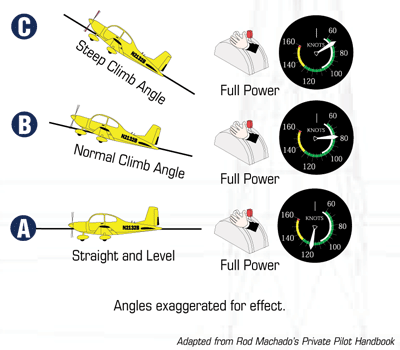 C
Steep Climb Angle
N2132B
Full Power
KNOTS
60
80
100
120
140
160
B
Normal Climb Angle
N2132B
Full Power
KNOTS
60
80
100
120
140
160
A
Straight and Level
N2132B
Full Power
KNOTS
60
80
100
120
140
160
Angles exaggerated for effect.
Adapted from Rod Machado's Private Pilot Handbook